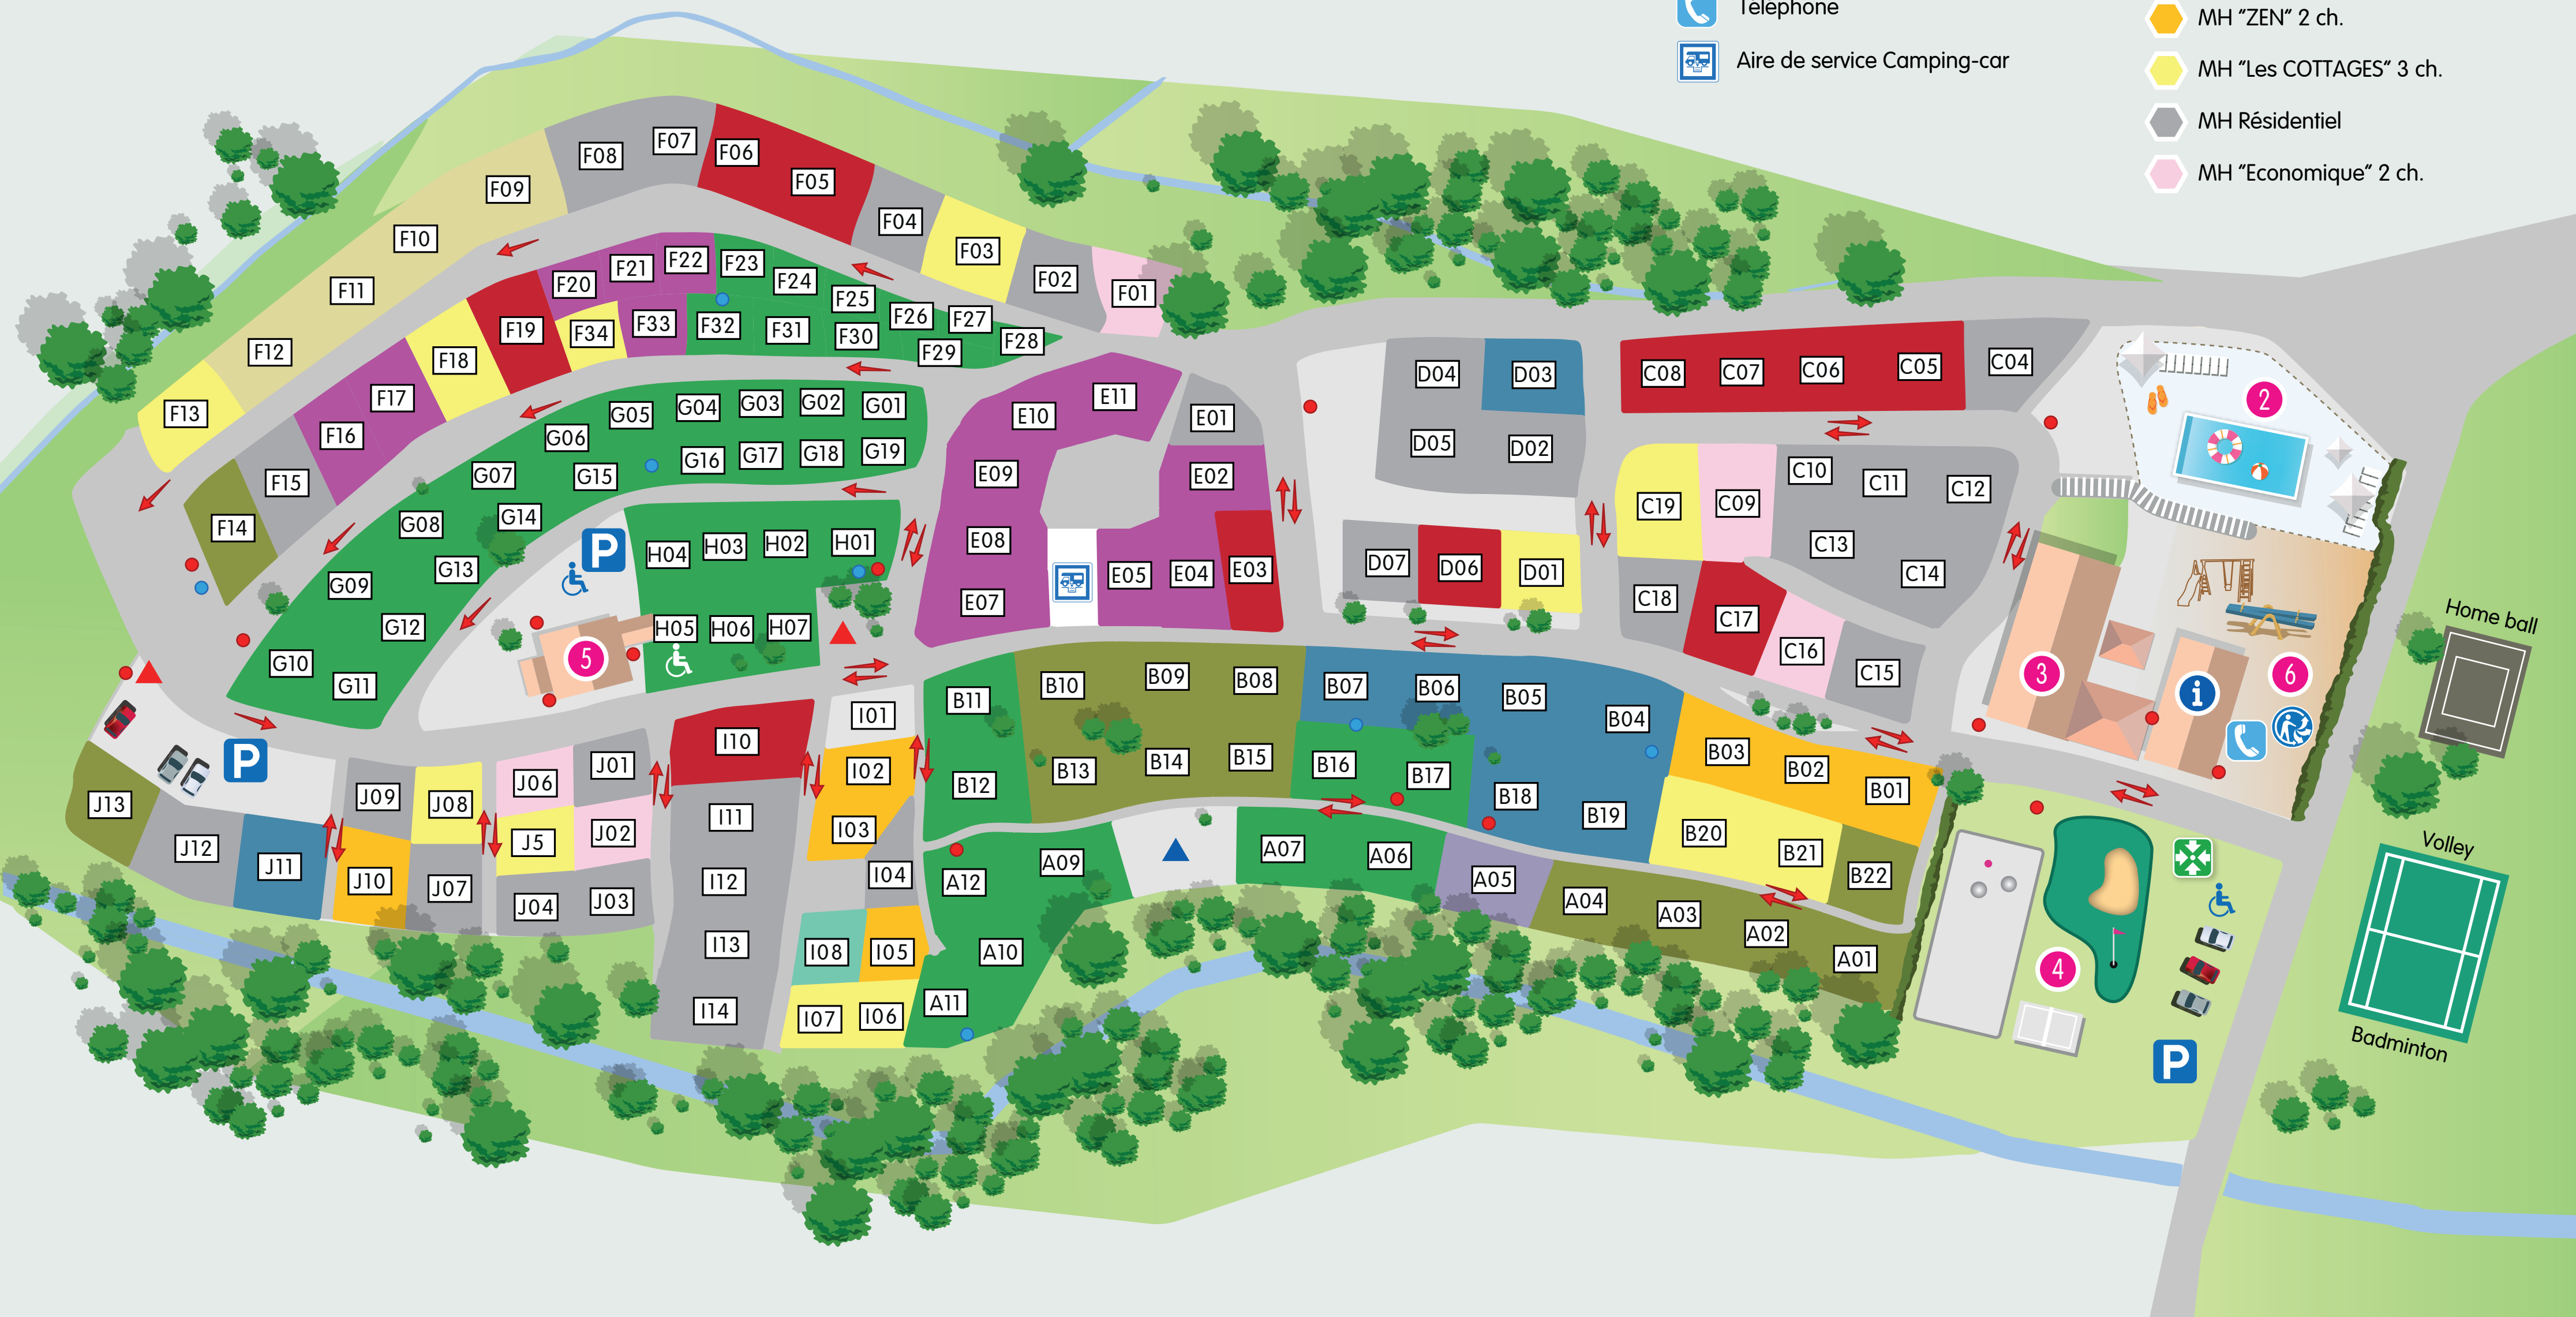 Téléphone
Aire de service Camping-car
MH "ZEN" 2 ch.
MH "Les COTTAGES" 3 ch.
MH Résidentiel
MH "Economique" 2 ch.
F08
F07
F06
F05
F09
F04
F10
F03
F11
F02
F01
F12
F13
F20
F21
F22
F23
F24
F25
F26
F27
F28
F19
F34
F33
F32
F31
F30
F29
F18
F17
F16
F15
F14
G05
G04
G03
G02
G01
G06
G07
G15
G16
G17
G18
G19
G08
G14
G09
G13
G12
G10
G11
P
H04
H03
H02
H01
H05
H06
H07
5
E11
E10
E01
E09
E02
E08
E07
E05
E04
E03
D04
D03
D05
D02
D07
D06
D01
C08
C07
C06
C05
C04
C19
C09
C10
C11
C12
C13
C14
C18
C17
C16
C15
2
3
i
6
Home ball
B11
B10
B09
B08
B07
B06
B05
B04
B12
B13
B14
B15
B16
B17
B18
B19
B03
B02
B01
B20
B21
B22
A12
A09
A07
A06
A05
A04
A03
A02
A01
A10
A11
I01
I10
I02
I11
I03
I12
I04
I13
I08
I05
I14
I07
I06
P
J13
J12
J11
J09
J08
J10
J07
J06
J01
J5
J02
J04
J03
4
P
Volley
Badminton